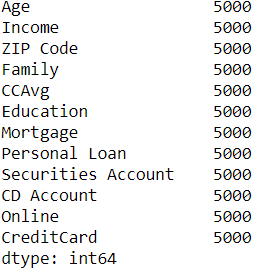 Age 5000
Income 5000
ZIP Code 5000
Family 5000
CCAvg 5000
Education 5000
Mortgage 5000
Personal Loan 5000
Securities Account 5000
CD Account 5000
Online 5000
CreditCard 5000
dtype: int64